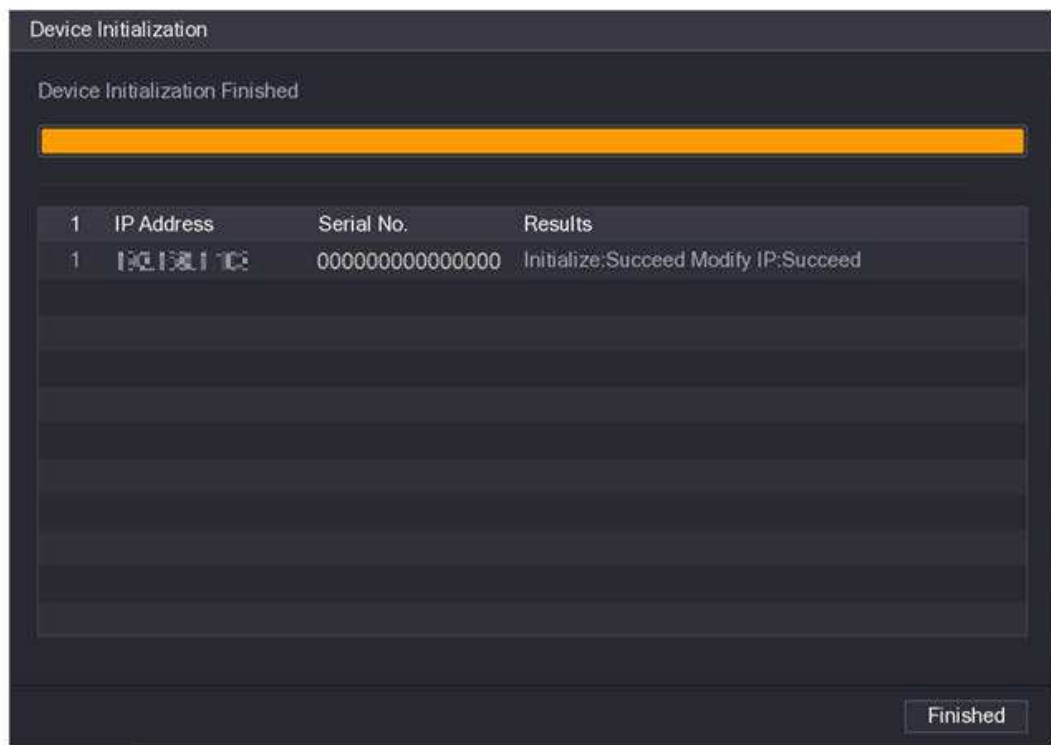 Device Initialization
Device Initialization Finished
1 IP Address Serial No. Results
1 000000000000000 Initialize:Succeed Modify IP:Succeed
Finished